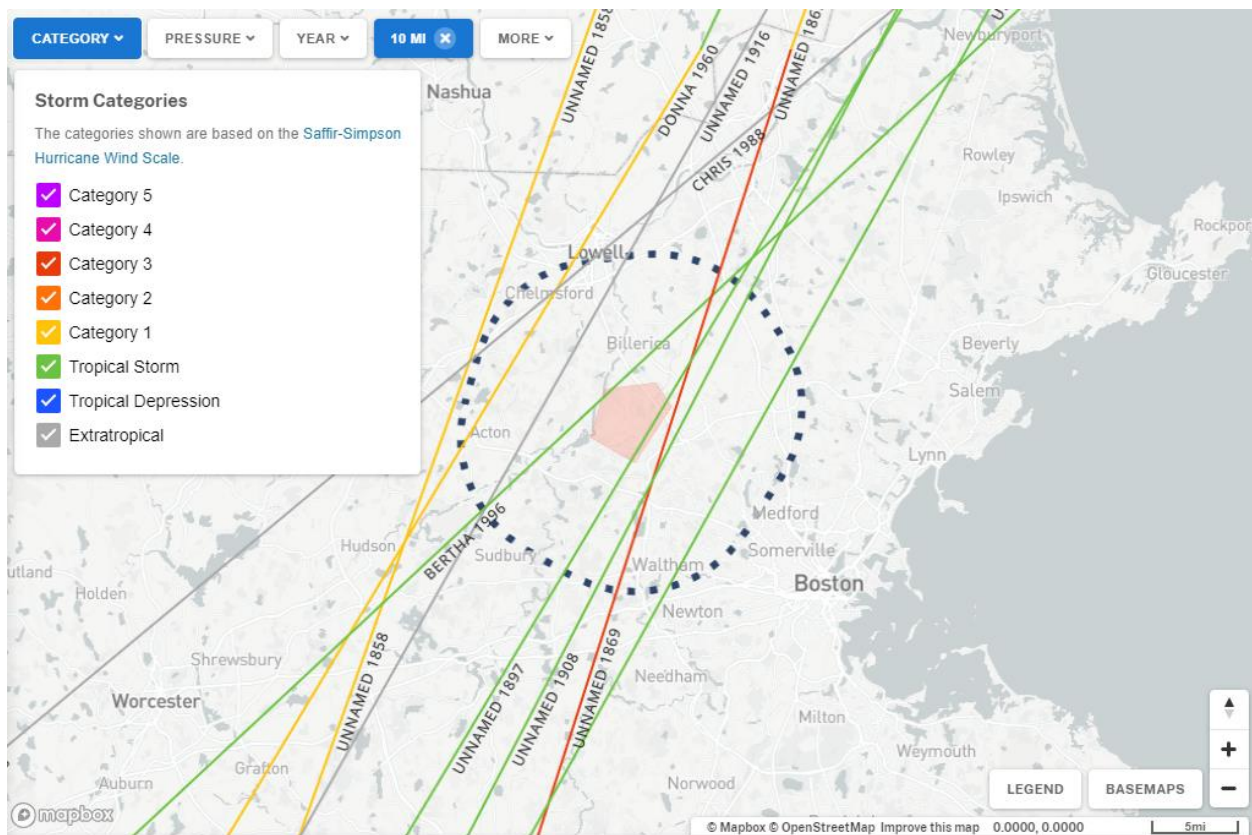 CATEGORY
PRESSURE
YEAR
10 MI
MORE
Storm Categories
The categories shown are based on the Saffir-Simpson
Hurricane Wind Scale.
Category 5
Category 4
Category 3
Category 2
Category 1
Tropical Storm
Tropical Depression
Extratropical
UNNAMED 1858
DONNA 1960
UNNAMED 1916
CHRIS 1988
Newburyport
Nashua
Rowley
Ipswich
Rockpor
Gloucester
Lowell
Chelmsford
Billerica
Beverly
Salem
Acton
Lynn
BERTHA 1996
Medford
Hudson
Sudbury
Somerville
utland
Waltham
Boston
Holden
Newton
Shrewsbury
UNNAMED 1858
UNNAMED 1897
UNNAMED 1908
UNNAMED 1869
Needham
Worcester
Milton
Weymouth
Grafton
Auburn
Norwood
LEGEND
BASEMAPS
mapbox
© Mapbox © OpenStreetMap Improve this map
0.0000, 0.0000
5mi